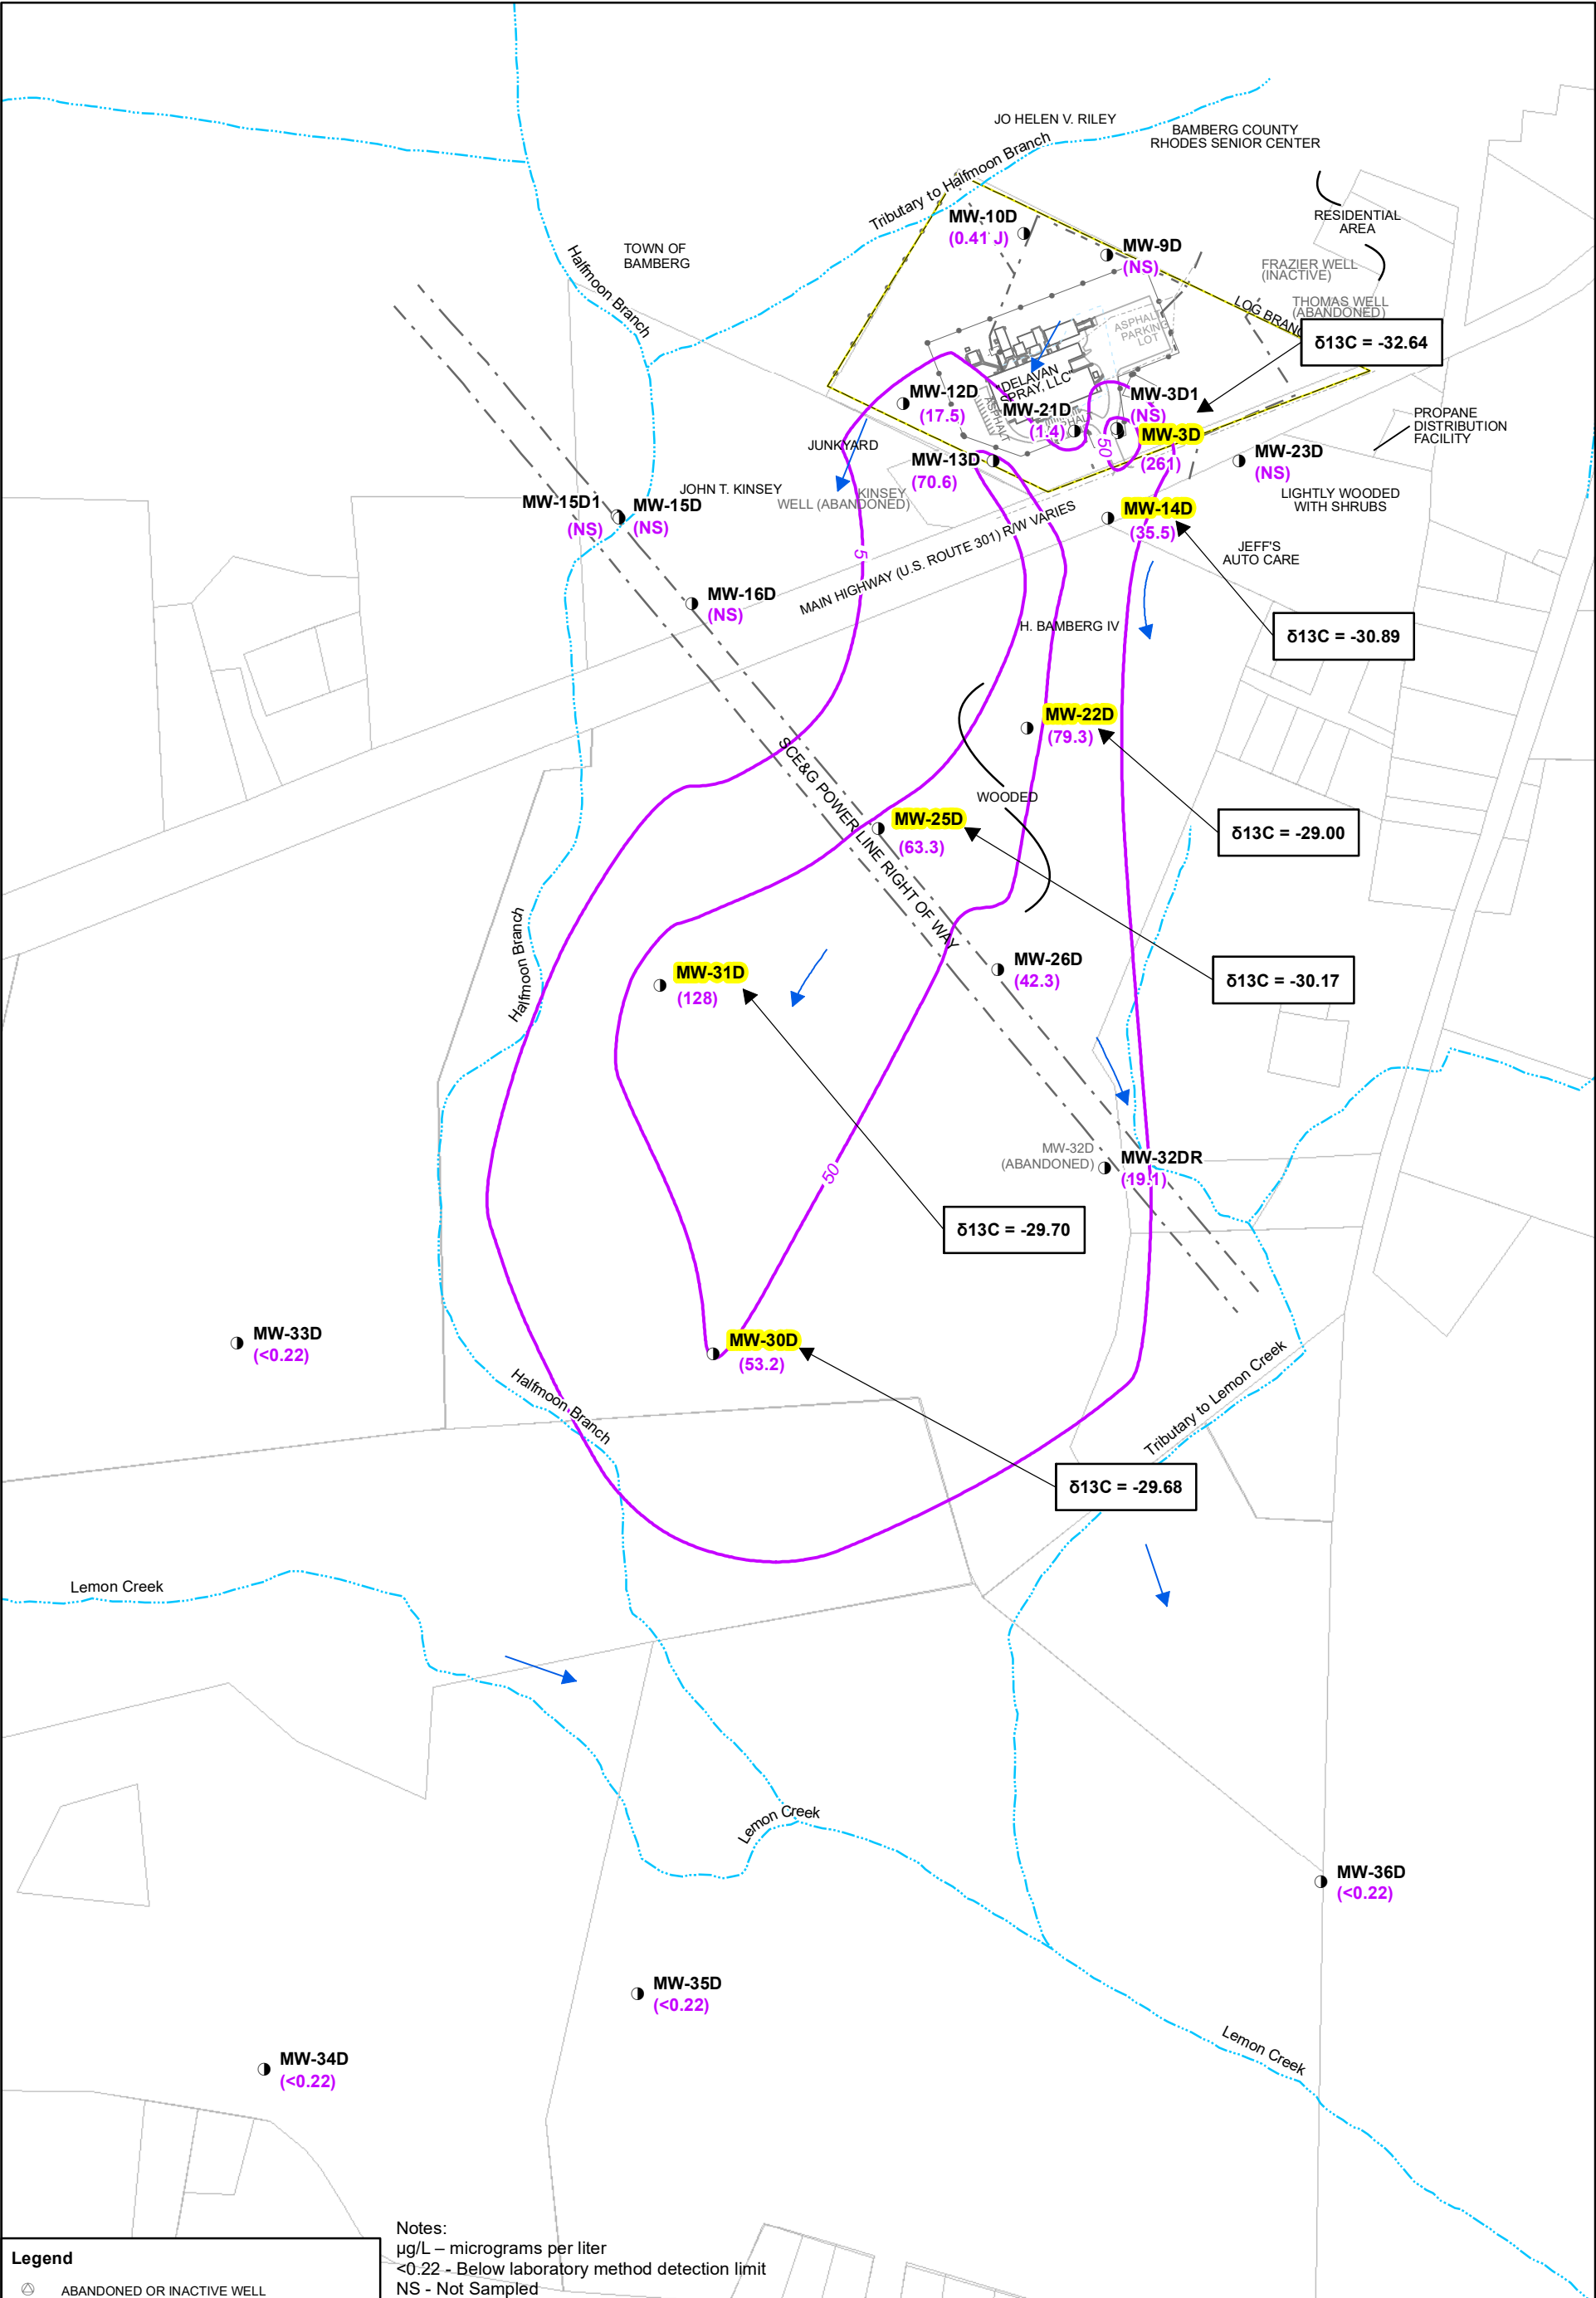 JO HELEN V. RILEY
BAMBERG COUNTY
RHODES SENIOR CENTER
Tributary to Halfmoon Branch
RESIDENTIAL
AREA
MW-10D
(0.41 J)
MW-9D
(NS)
TOWN OF
BAMBERG
Halfmoon Branch
FRAZIER WELL
(INACTIVE)
THOMAS WELL
(ABANDONED)
LOG BRANC
ASPHALT
PARKING
LOT
δ13C = -32.64
DELAVAN
SPRAY, LLC
ASPHALT
MW-12D
(17.5)
MW-21D
(1.4)
MW-3D1
(NS)
50
MW-3D
(261)
PROPANE
DISTRIBUTION
FACILITY
JUNKYARD
MW-13D
(70.6)
MW-23D
(NS)
JOHN T. KINSEY
KINSEY
WELL (ABANDONED)
LIGHTLY WOODED
WITH SHRUBS
MW-15D1
(NS)
MW-15D
(NS)
MW-14D
(35.5)
JEFF'S
AUTO CARE
5
MAIN HIGHWAY (U.S. ROUTE 301) R/W VARIES
MW-16D
(NS)
H. BAMBERG IV
δ13C = -30.89
MW-22D
(79.3)
SCE&G POWER LINE RIGHT OF WAY
WOODED
MW-25D
(63.3)
δ13C = -29.00
Halfmoon Branch
MW-31D
(128)
MW-26D
(42.3)
δ13C = -30.17
MW-32D
(ABANDONED)
MW-32DR
(19.1)
50
δ13C = -29.70
MW-33D
(<0.22)
MW-30D
(53.2)
Halfmoon Branch
Tributary to Lemon Creek
δ13C = -29.68
Lemon Creek
Lemon Creek
MW-36D
(<0.22)
MW-35D
(<0.22)
Lemon Creek
MW-34D
(<0.22)
Notes:
µg/L – micrograms per liter
<0.22 - Below laboratory method detection limit
NS - Not Sampled
Legend
ABANDONED OR INACTIVE WELL